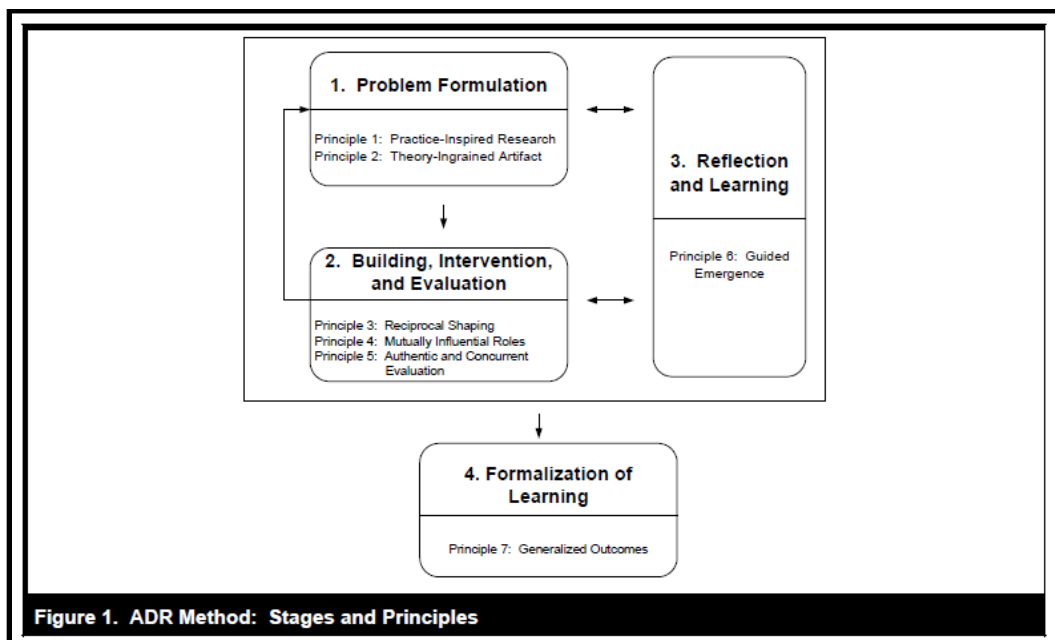 1. Problem Formulation
Principle 1: Practice-Inspired Research
Principle 2: Theory-Ingrained Artifact
2. Building, Intervention,
and Evaluation
Principle 3: Reciprocal Shaping
Principle 4: Mutually Influential Roles
Principle 5: Authentic and Concurrent
Evaluation
3. Reflection
and Learning
Principle 6: Guided
Emergence
4. Formalization of
Learning
Principle 7: Generalized Outcomes
Figure 1. ADR Method: Stages and Principles